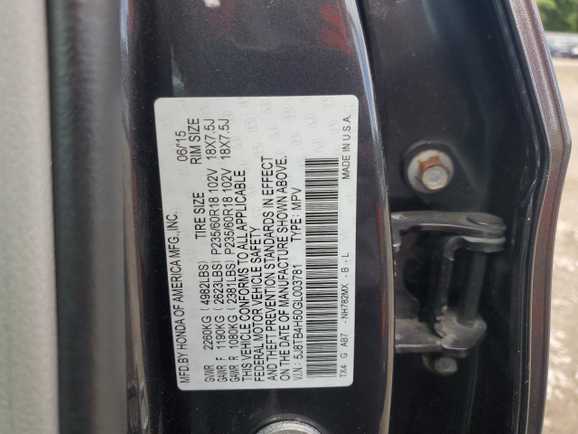 MFD.BY HONDA OF AMERICA MFG.,INC. 06/15
TIRE SIZE RIM SIZE
GVWR 2260KG ( 4982LBS)
GAWR F 1190KG ( 2623LBS) P235/60R18 102V 18X7.5J
GAWR R 1080KG ( 2381LBS) P235/60R18 102V 18X7.5J
THIS VEHICLE CONFORMS TO ALL APPLICABLE
FEDERAL MOTOR VEHICLE SAFETY
AND THEFT PREVENTION STANDARDS IN EFFECT
ON THE DATE OF MANUFACTURE SHOWN ABOVE.
V.I.N.: 5J8TB4H50GL003781 TYPE: MPV
TX4 G AB7 -NH782MX - B - L MADE IN U.S.A.